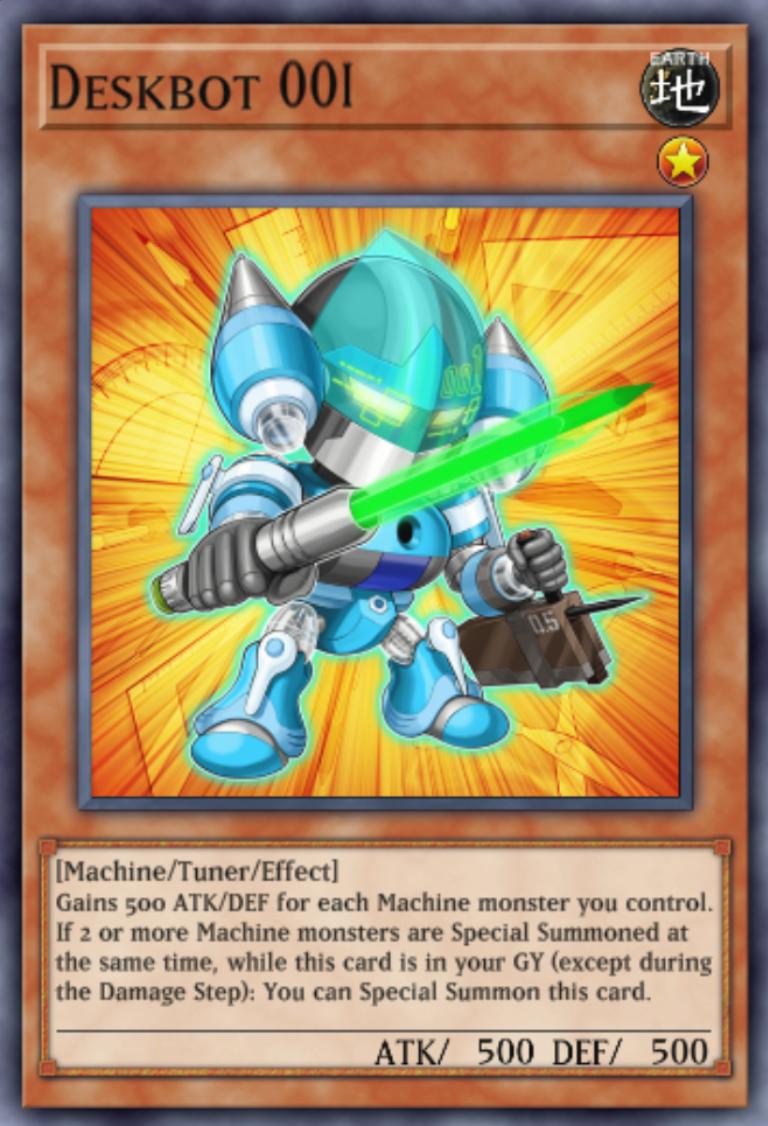 Deskbot 001
EARTH
地
001
0.5
[Machine/Tuner/Effect]
Gains 500 ATK/DEF for each Machine monster you control.
If 2 or more Machine monsters are Special Summoned at
the same time, while this card is in your GY (except during
the Damage Step): You can Special Summon this card.
ATK/ 500 DEF/ 500